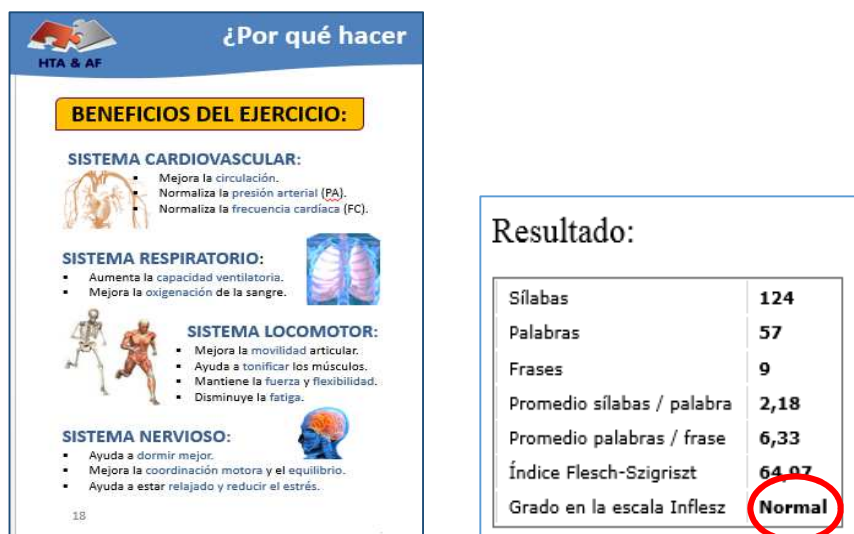 ¿Por qué hacer
HTA & AF
BENEFICIOS DEL EJERCICIO:
SISTEMA CARDIOVASCULAR:
▪ Mejora la circulación.
▪ Normaliza la presión arterial (PA).
▪ Normaliza la frecuencia cardíaca (FC).
SISTEMA RESPIRATORIO:
▪ Aumenta la capacidad ventilatoria.
▪ Mejora la oxigenación de la sangre.
SISTEMA LOCOMOTOR:
▪ Mejora la movilidad articular.
▪ Ayuda a tonificar los músculos.
▪ Mantiene la fuerza y flexibilidad.
▪ Disminuye la fatiga.
SISTEMA NERVIOSO:
▪ Ayuda a dormir mejor.
▪ Mejora la coordinación motora y el equilibrio.
▪ Ayuda a estar relajado y reducir el estrés.
18
Resultado:
Sílabas 124
Palabras 57
Frases 9
Promedio sílabas / palabra 2,18
Promedio palabras / frase 6,33
Índice Flesch-Szigriszt 64,97
Grado en la escala Inflesz Normal